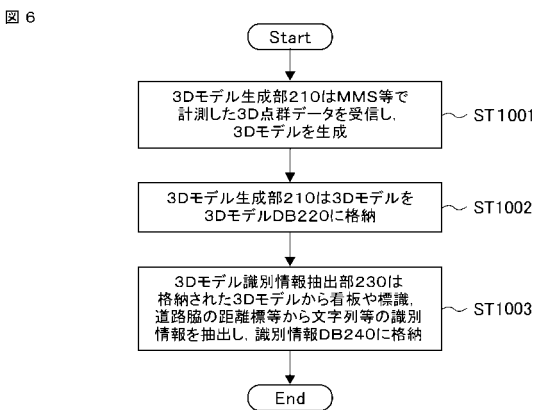 図６
Start
3Dモデル生成部210はMMS等で
計測した3D点群データを受信し，
3Dモデルを生成
ST1001
3Dモデル生成部210は3Dモデルを
3DモデルDB220に格納
ST1002
3Dモデル識別情報抽出部230は
格納された3Dモデルから看板や標識，
道路脇の距離標等から文字列等の識別
情報を抽出し，識別情報DB240に格納
ST1003
End